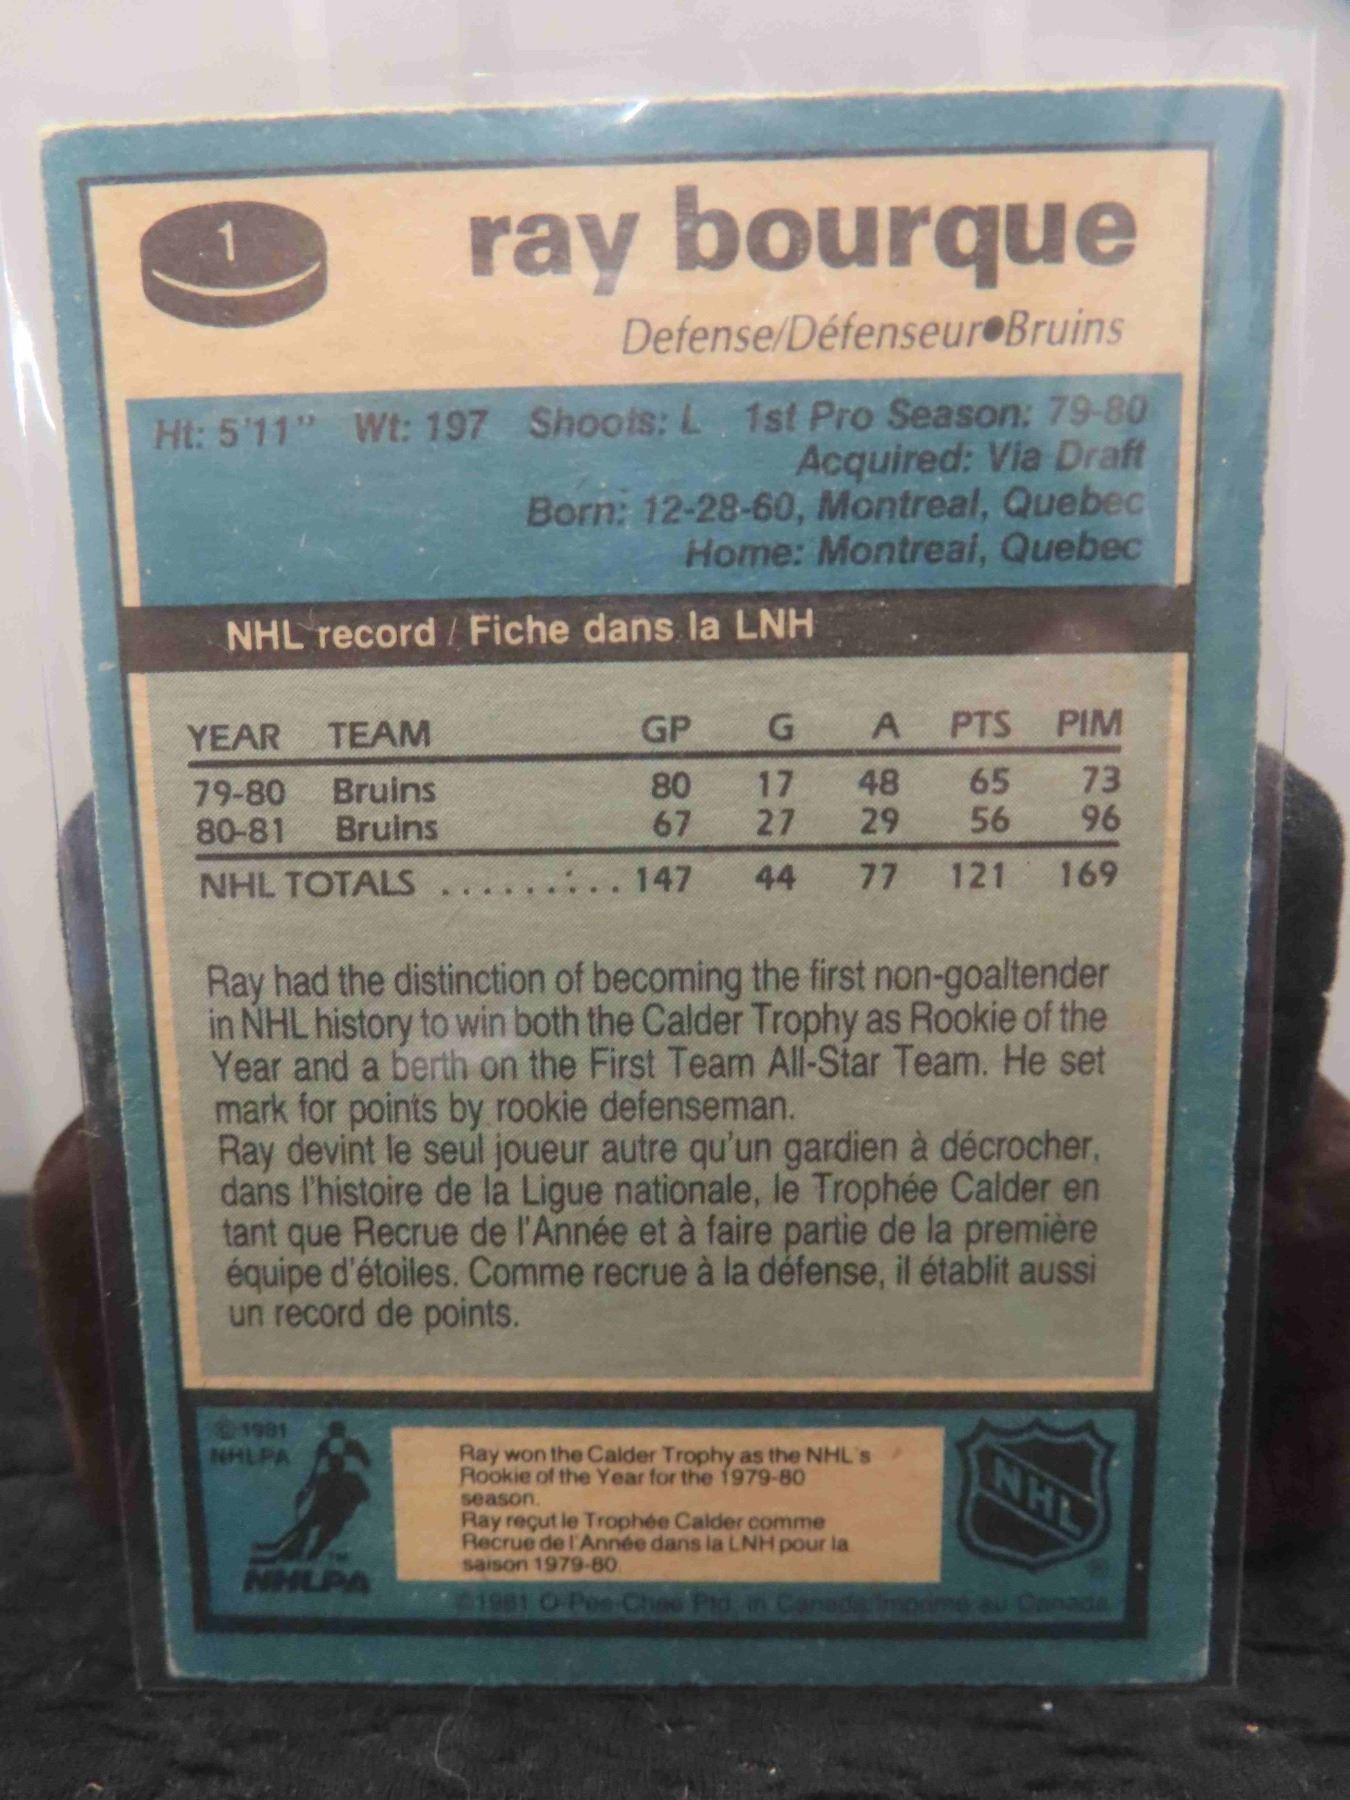 1
ray bourque
Defense/Défenseur●Bruins
Ht: 5'11" Wt: 197 Shoots: L 1st Pro Season: 79-80
Acquired: Via Draft
Born: 12-28-60, Montreal, Quebec
Home: Montreal, Quebec
NHL record / Fiche dans la LNH
YEAR TEAM GP G A PTS PIM
79-80 Bruins 80 17 48 65 73
80-81 Bruins 67 27 29 56 96
NHL TOTALS .......... 147 44 77 121 169
Ray had the distinction of becoming the first non-goaltender
in NHL history to win both the Calder Trophy as Rookie of the
Year and a berth on the First Team All-Star Team. He set
mark for points by rookie defenseman.
Ray devint le seul joueur autre qu'un gardien à décrocher,
dans l'histoire de la Ligue nationale, le Trophée Calder en
tant que Recrue de l'Année et à faire partie de la première
équipe d'étoiles. Comme recrue à la défense, il établit aussi
un record de points.
© 1981
NHLPA
NHLPA
Ray won the Calder Trophy as the NHL's
Rookie of the Year for the 1979-80
season.
Ray reçut le Trophée Calder comme
Recrue de l'Année dans la LNH pour la
saison 1979-80.
NHL
©1981 O-Pee-Chee Ptd. in Canada/Imprimé au Canada